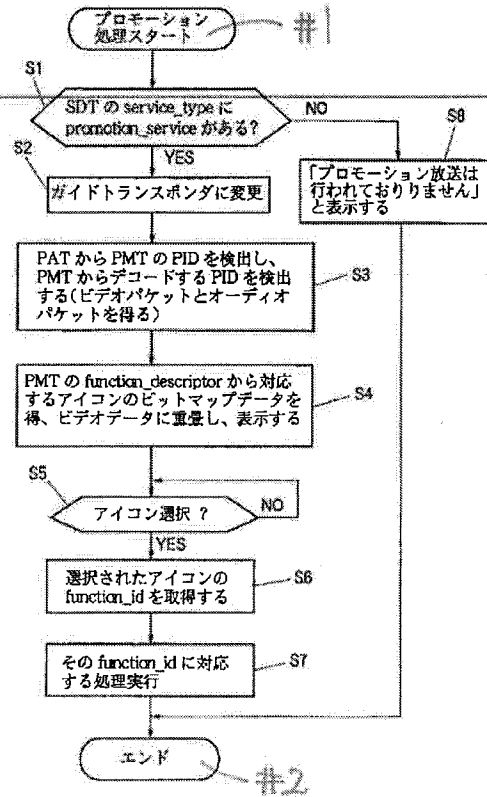 プロモーション
処理スタート
#1
S1
SDT の service_type に
promotion_service がある?
NO
YES
S8
S2
ガイドトランスポンダに変更
「プロモーション放送は
行われておりりません」
と表示する
PAT から PMT の PID を検出し、
PMT からデコードする PID を検出
する(ビデオパケットとオーディオ
パケットを得る)
S3
PMT の function_descriptor から対応
するアイコンのビットマップデータを
得、ビデオデータに重畳し、表示する
S4
S5
アイコン選択 ?
NO
YES
選択されたアイコンの
function_id を取得する
S6
その function_id に対応
する処理実行
S7
エンド
#2